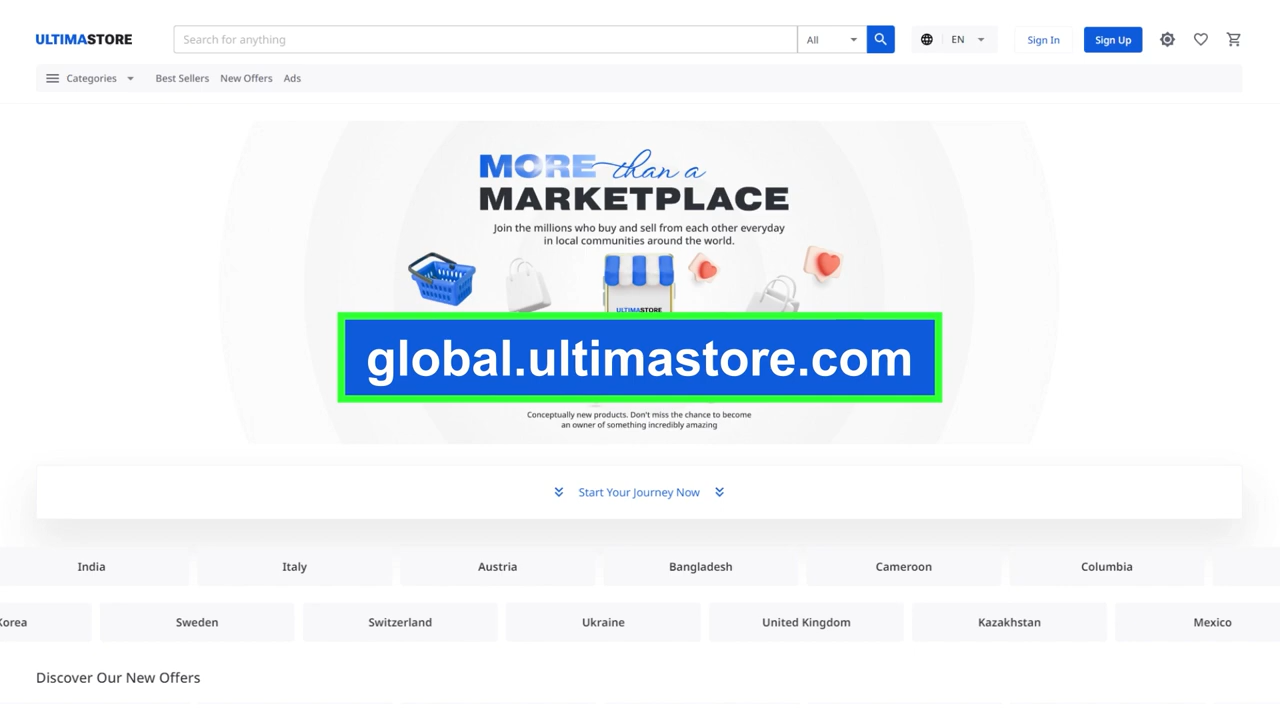 ULTIMASTORE
Search for anything
All
EN
Sign In
Sign Up
Categories
Best Sellers
New Offers
Ads
MORE than a
MARKETPLACE
Join the millions who buy and sell from each other everyday
in local communities around the world.
ULTIMASTORE
global.ultimastore.com
Conceptually new products. Don't miss the chance to become
an owner of something incredibly amazing
Start Your Journey Now
India
Italy
Austria
Bangladesh
Cameroon
Columbia
Korea
Sweden
Switzerland
Ukraine
United Kingdom
Kazakhstan
Mexico
Discover Our New Offers